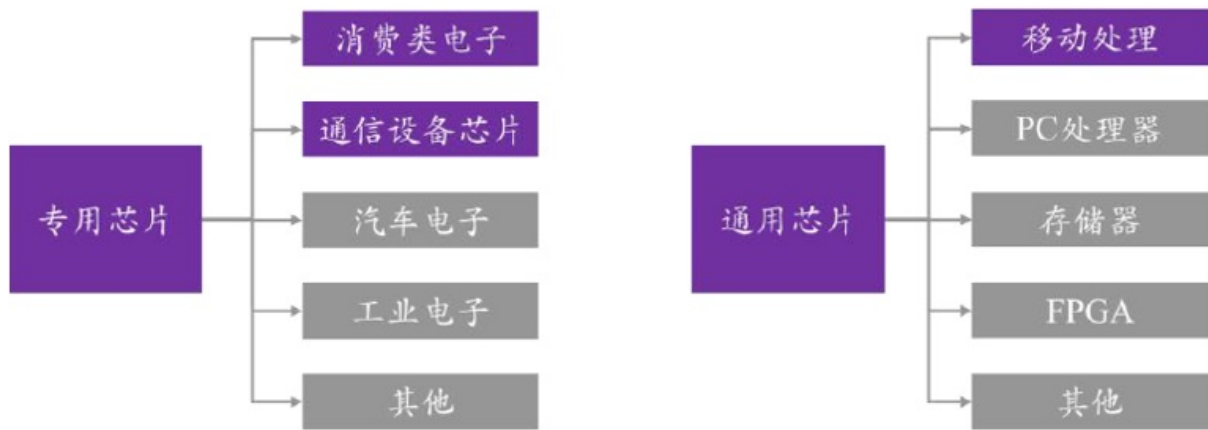 专用芯片
消费类电子
通信设备芯片
汽车电子
工业电子
其他
通用芯片
移动处理
PC处理器
存储器
FPGA
其他